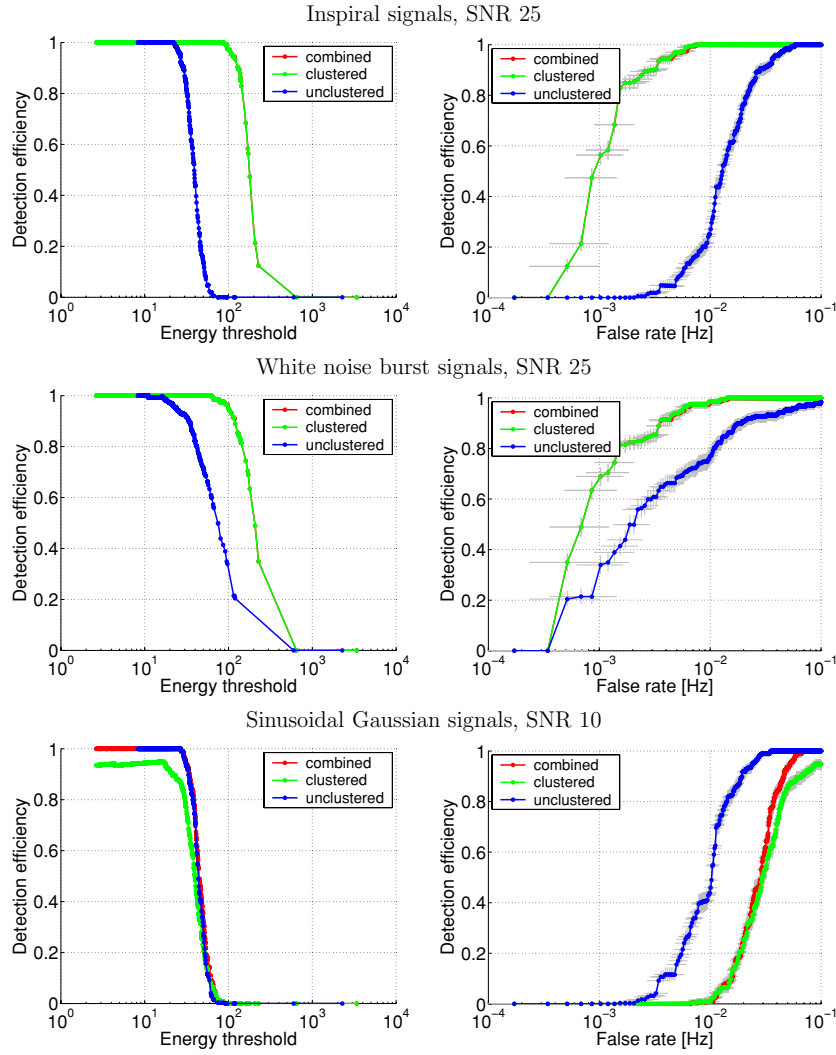 Inspiral signals, SNR 25
Detection efficiency
1
0.8
0.6
0.4
0.2
0
10^0 10^1 10^2 10^3 10^4
Energy threshold
combined
clustered
unclustered
Detection efficiency
1
0.8
0.6
0.4
0.2
0
10^−4 10^−3 10^−2 10^−1
False rate [Hz]
combined
clustered
unclustered
White noise burst signals, SNR 25
Detection efficiency
1
0.8
0.6
0.4
0.2
0
10^0 10^1 10^2 10^3 10^4
Energy threshold
combined
clustered
unclustered
Detection efficiency
1
0.8
0.6
0.4
0.2
0
10^−4 10^−3 10^−2 10^−1
False rate [Hz]
combined
clustered
unclustered
Sinusoidal Gaussian signals, SNR 10
Detection efficiency
1
0.8
0.6
0.4
0.2
0
10^0 10^1 10^2 10^3 10^4
Energy threshold
combined
clustered
unclustered
Detection efficiency
1
0.8
0.6
0.4
0.2
0
10^−4 10^−3 10^−2 10^−1
False rate [Hz]
combined
clustered
unclustered